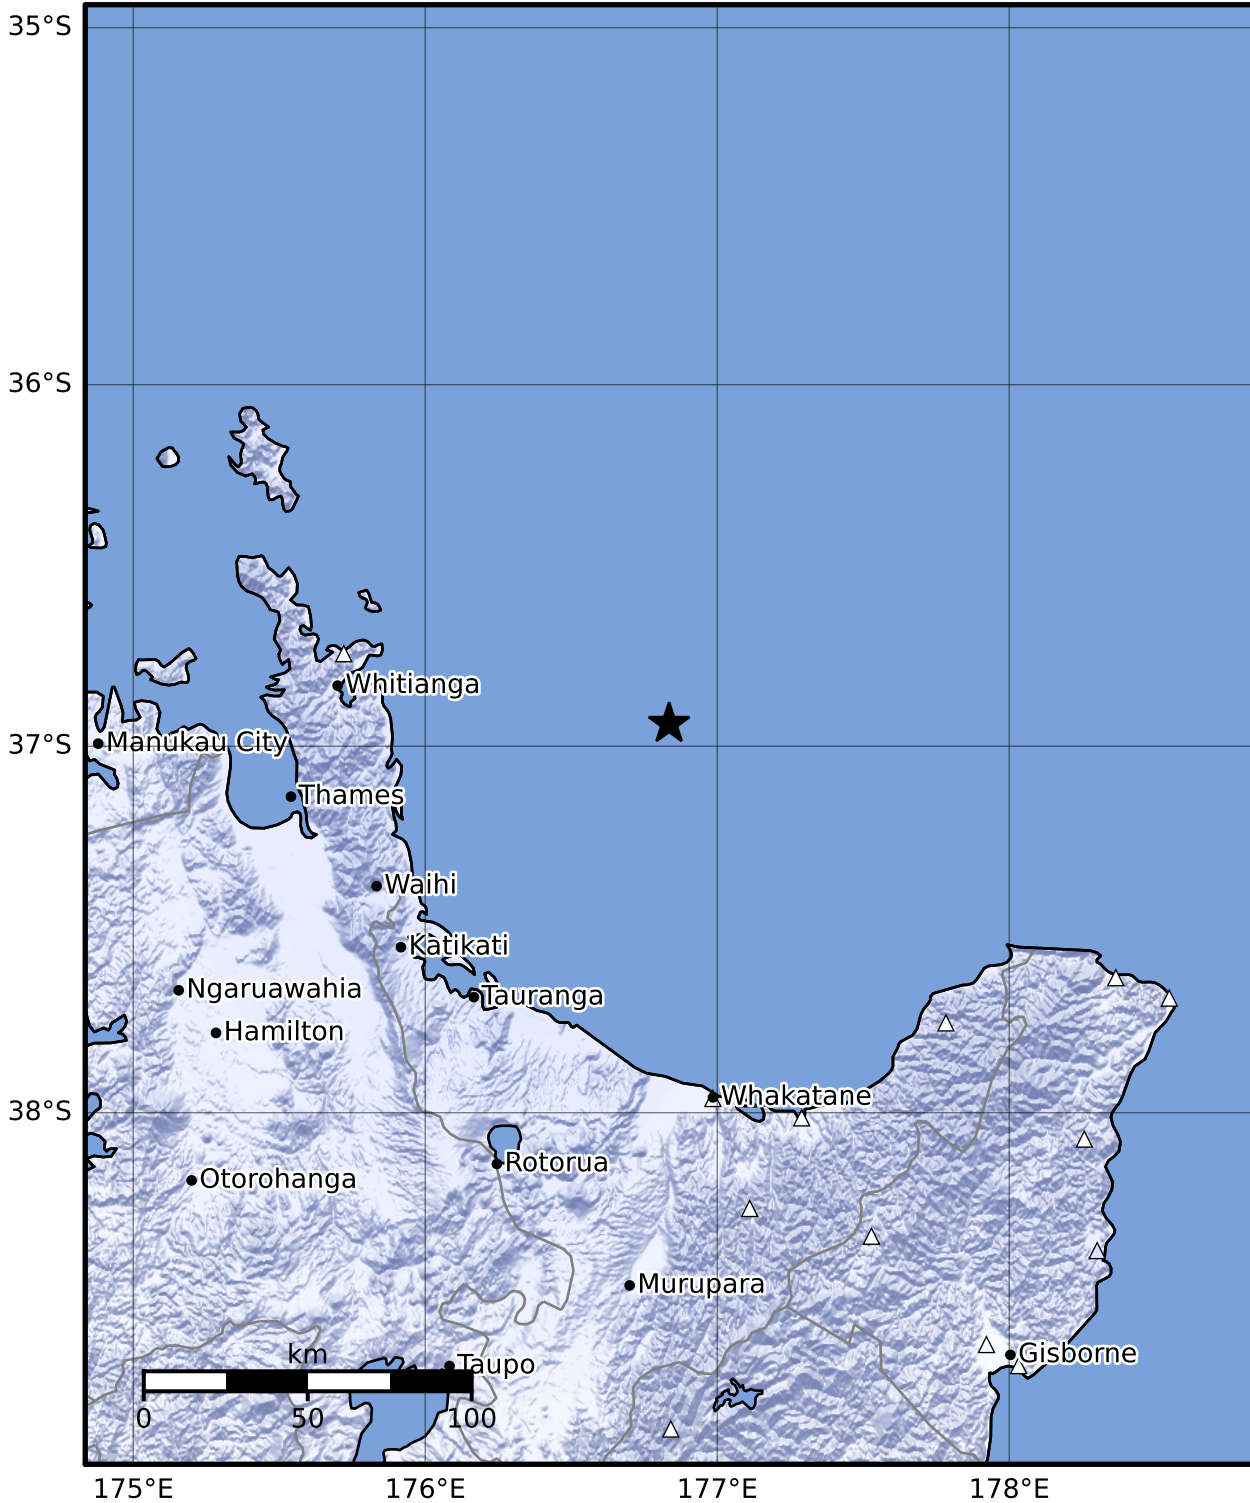 35°S
36°S
Whitianga
Manukau City
37°S
Thames
Waihi
Katikati
Ngaruawahia
Tauranga
Hamilton
Whakatane
38°S
Rotorua
Otorohanga
Murupara
km
Gisborne
Taupo
0 50 100
175°E 176°E 177°E 178°E